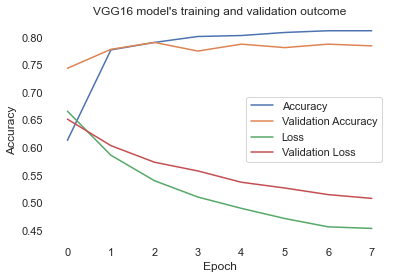 VGG16 model's training and validation outcome
0.80
0.75
0.70
0.65
0.60
0.55
0.50
0.45
Accuracy
Accuracy
Validation Accuracy
Loss
Validation Loss
0 1 2 3 4 5 6 7
Epoch